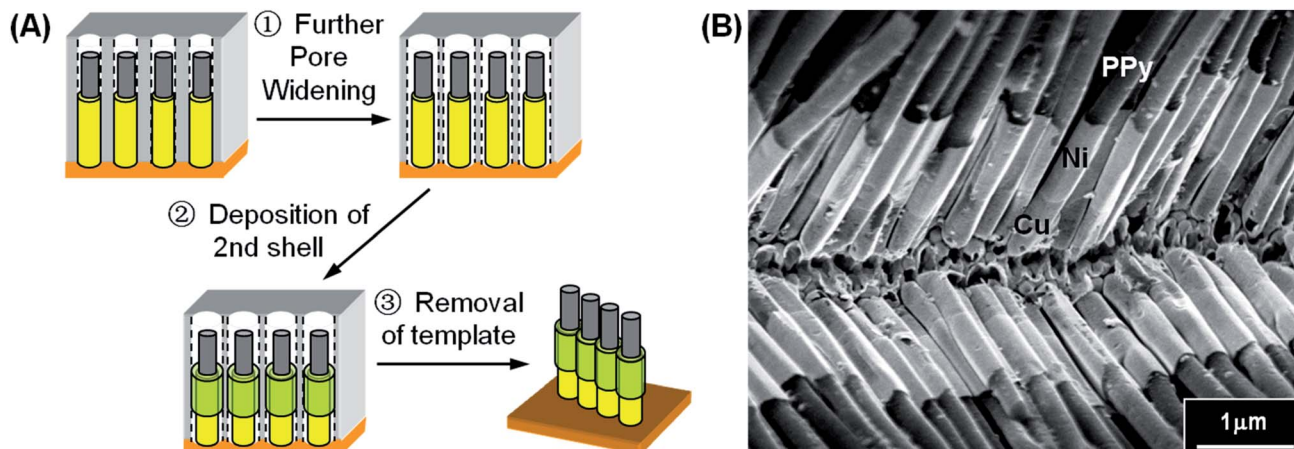 (A)
① Further
Pore
Widening
② Deposition of
2nd shell
③ Removal
of template
(B)
PPy
Ni
Cu
1μm